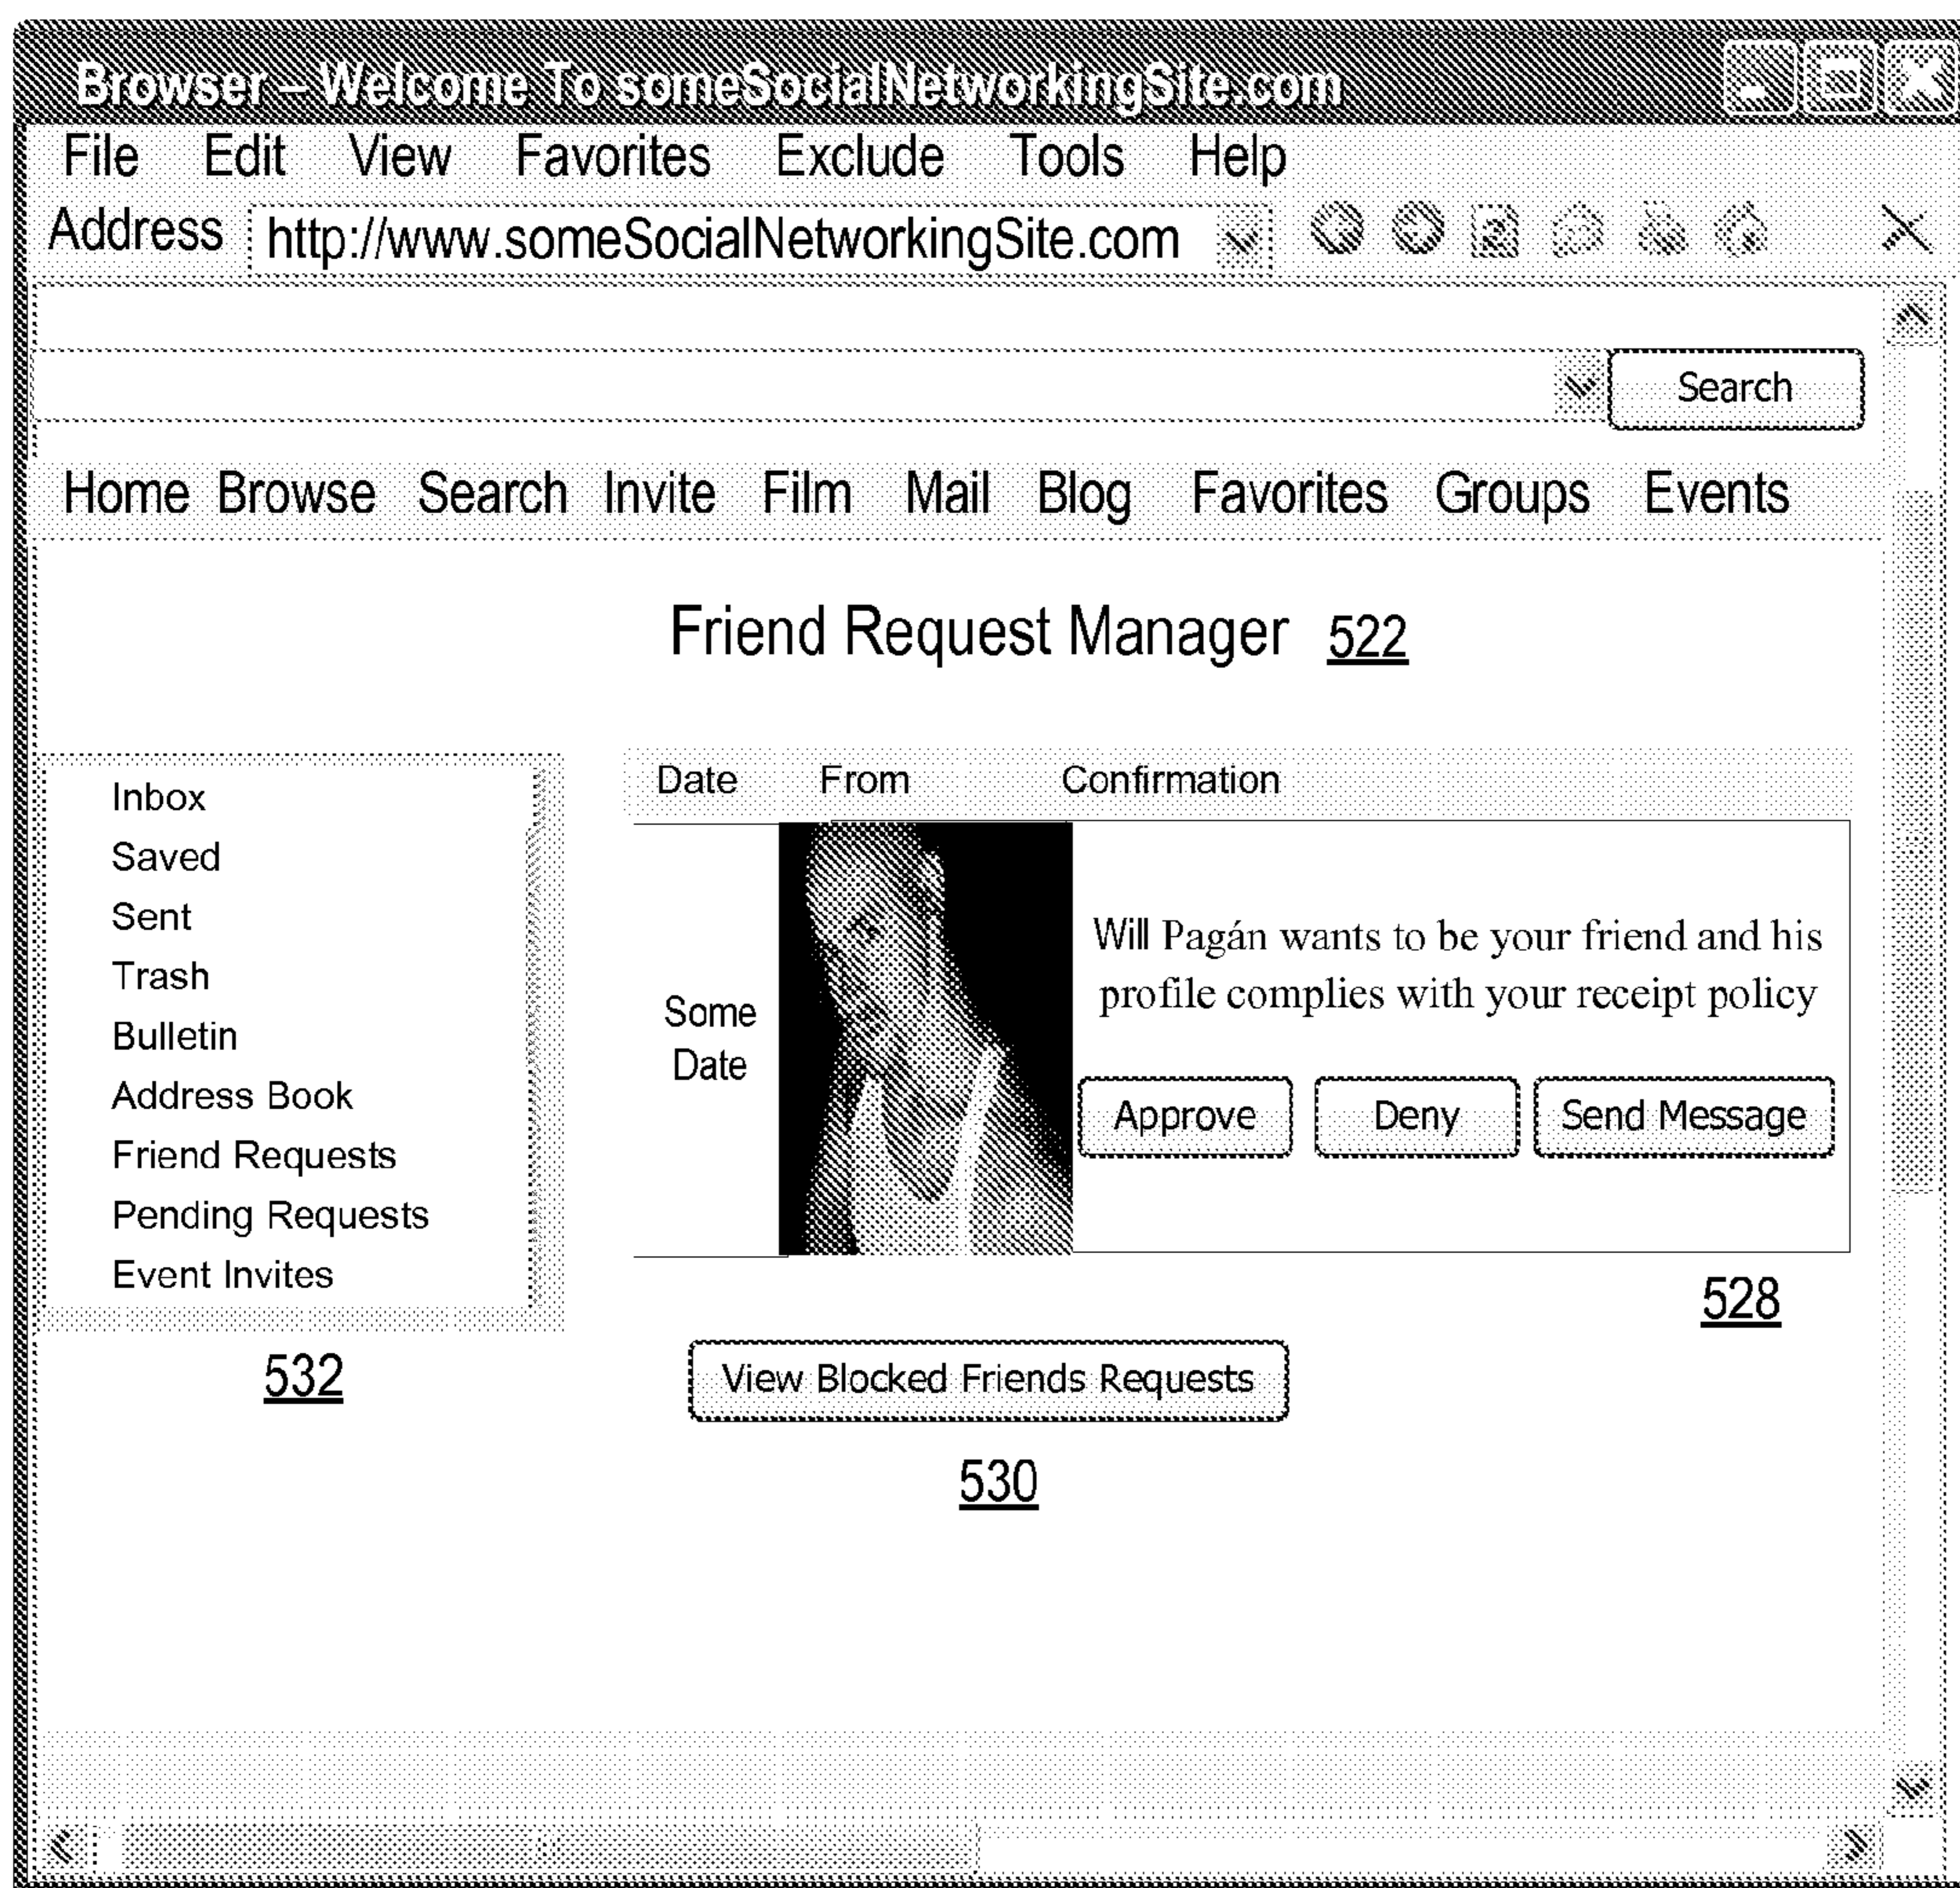 Browser – Welcome To someSocialNetworkingSite.com
File Edit View Favorites Exclude Tools Help
Address http://www.someSocialNetworkingSite.com
Search
Home Browse Search Invite Film Mail Blog Favorites Groups Events
Friend Request Manager 522
Inbox
Saved
Sent
Trash
Bulletin
Address Book
Friend Requests
Pending Requests
Event Invites
532
Date From Confirmation
Some
Date
Will Pagán wants to be your friend and his
profile complies with your receipt policy
Approve Deny Send Message
528
View Blocked Friends Requests
530